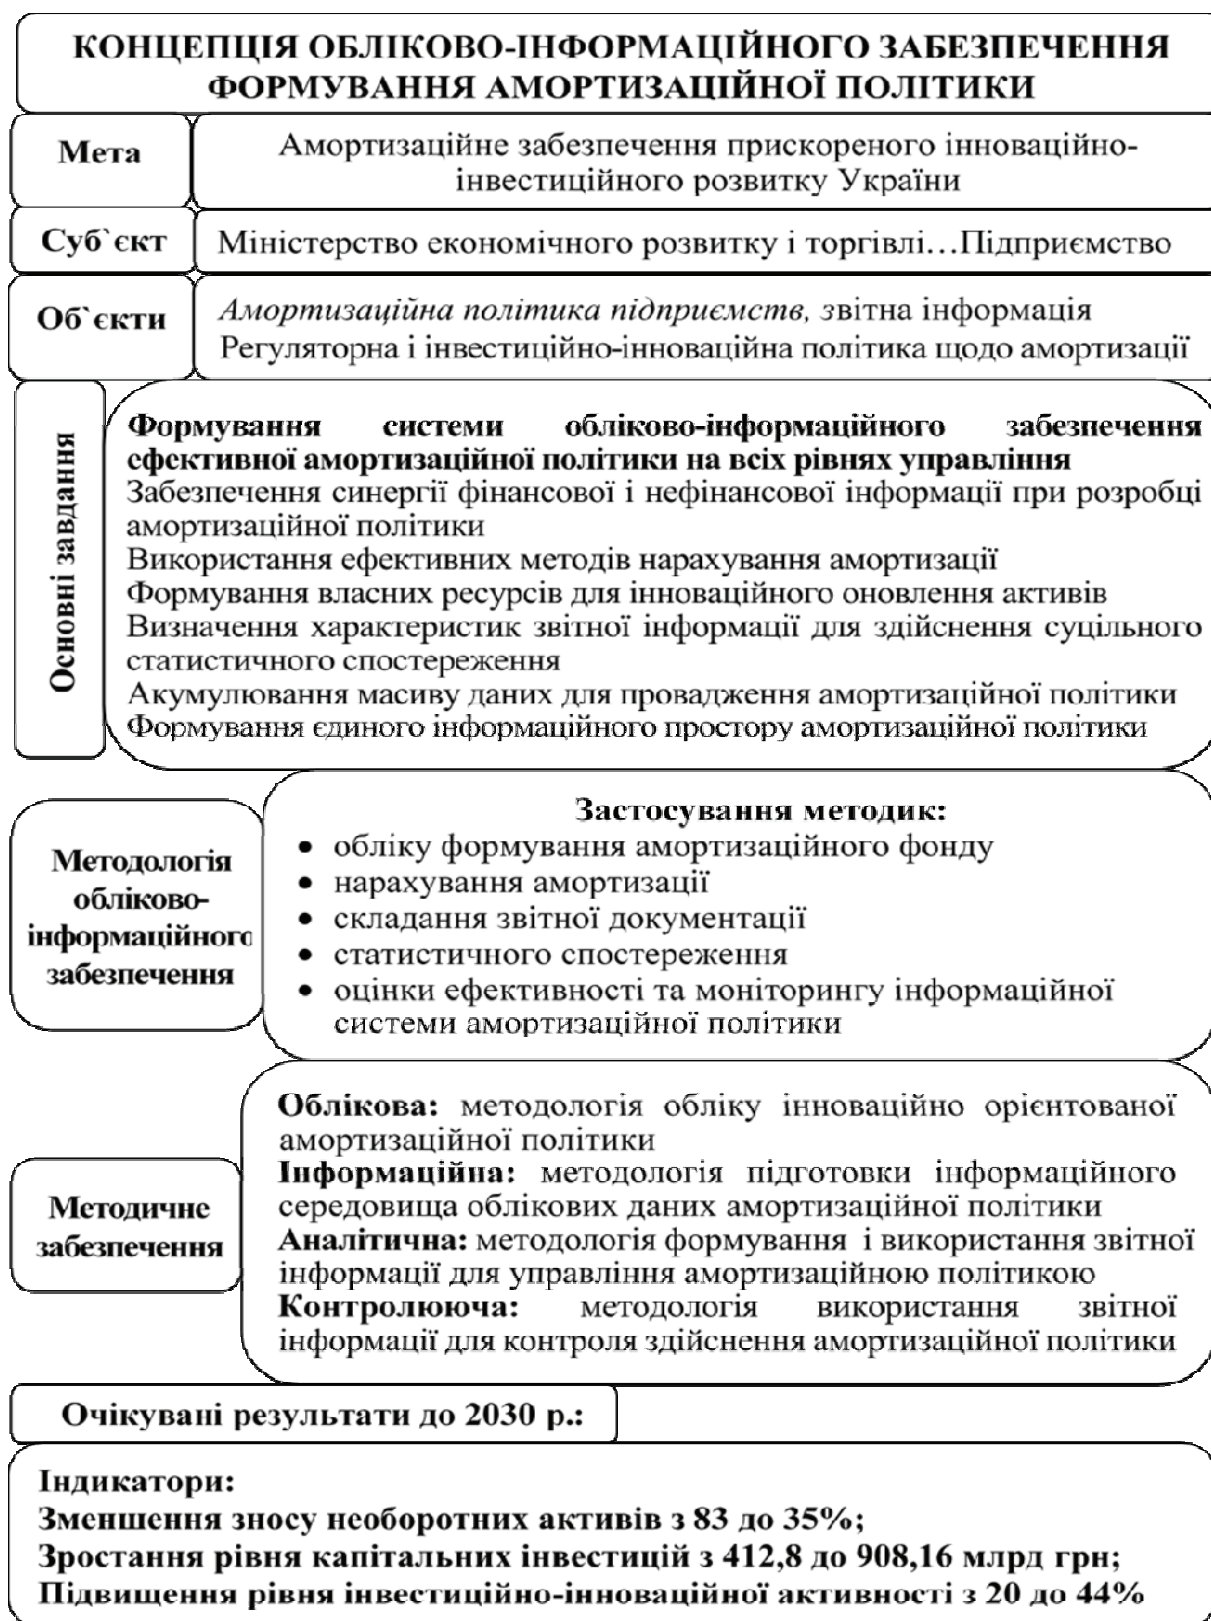 КОНЦЕПЦІЯ ОБЛІКОВО-ІНФОРМАЦІЙНОГО ЗАБЕЗПЕЧЕННЯ
ФОРМУВАННЯ АМОРТИЗАЦІЙНОЇ ПОЛІТИКИ
Мета
Амортизаційне забезпечення прискореного інноваційно-
інвестиційного розвитку України
Суб`єкт
Міністерство економічного розвитку і торгівлі…Підприємство
Об`єкти
Амортизаційна політика підприємств, звітна інформація
Регуляторна і інвестиційно-інноваційна політика щодо амортизації
Основні завдання
Формування системи обліково-інформаційного забезпечення
ефективної амортизаційної політики на всіх рівнях управління
Забезпечення синергії фінансової і нефінансової інформації при розробці
амортизаційної політики
Використання ефективних методів нарахування амортизації
Формування власних ресурсів для інноваційного оновлення активів
Визначення характеристик звітної інформації для здійснення суцільного
статистичного спостереження
Акумулювання масиву даних для провадження амортизаційної політики
Формування єдиного інформаційного простору амортизаційної політики
Методологія
обліково-
інформаційного
забезпечення
Застосування методик:
• обліку формування амортизаційного фонду
• нарахування амортизації
• складання звітної документації
• статистичного спостереження
• оцінки ефективності та моніторингу інформаційної
системи амортизаційної політики
Методичне
забезпечення
Облікова: методологія обліку інноваційно орієнтованої
амортизаційної політики
Інформаційна: методологія підготовки інформаційного
середовища облікових даних амортизаційної політики
Аналітична: методологія формування і використання звітної
інформації для управління амортизаційною політикою
Контролююча: методологія використання звітної
інформації для контроля здійснення амортизаційної політики
Очікувані результати до 2030 р.:
Індикатори:
Зменшення зносу необоротних активів з 83 до 35%;
Зростання рівня капітальних інвестицій з 412,8 до 908,16 млрд грн;
Підвищення рівня інвестиційно-інноваційної активності з 20 до 44%